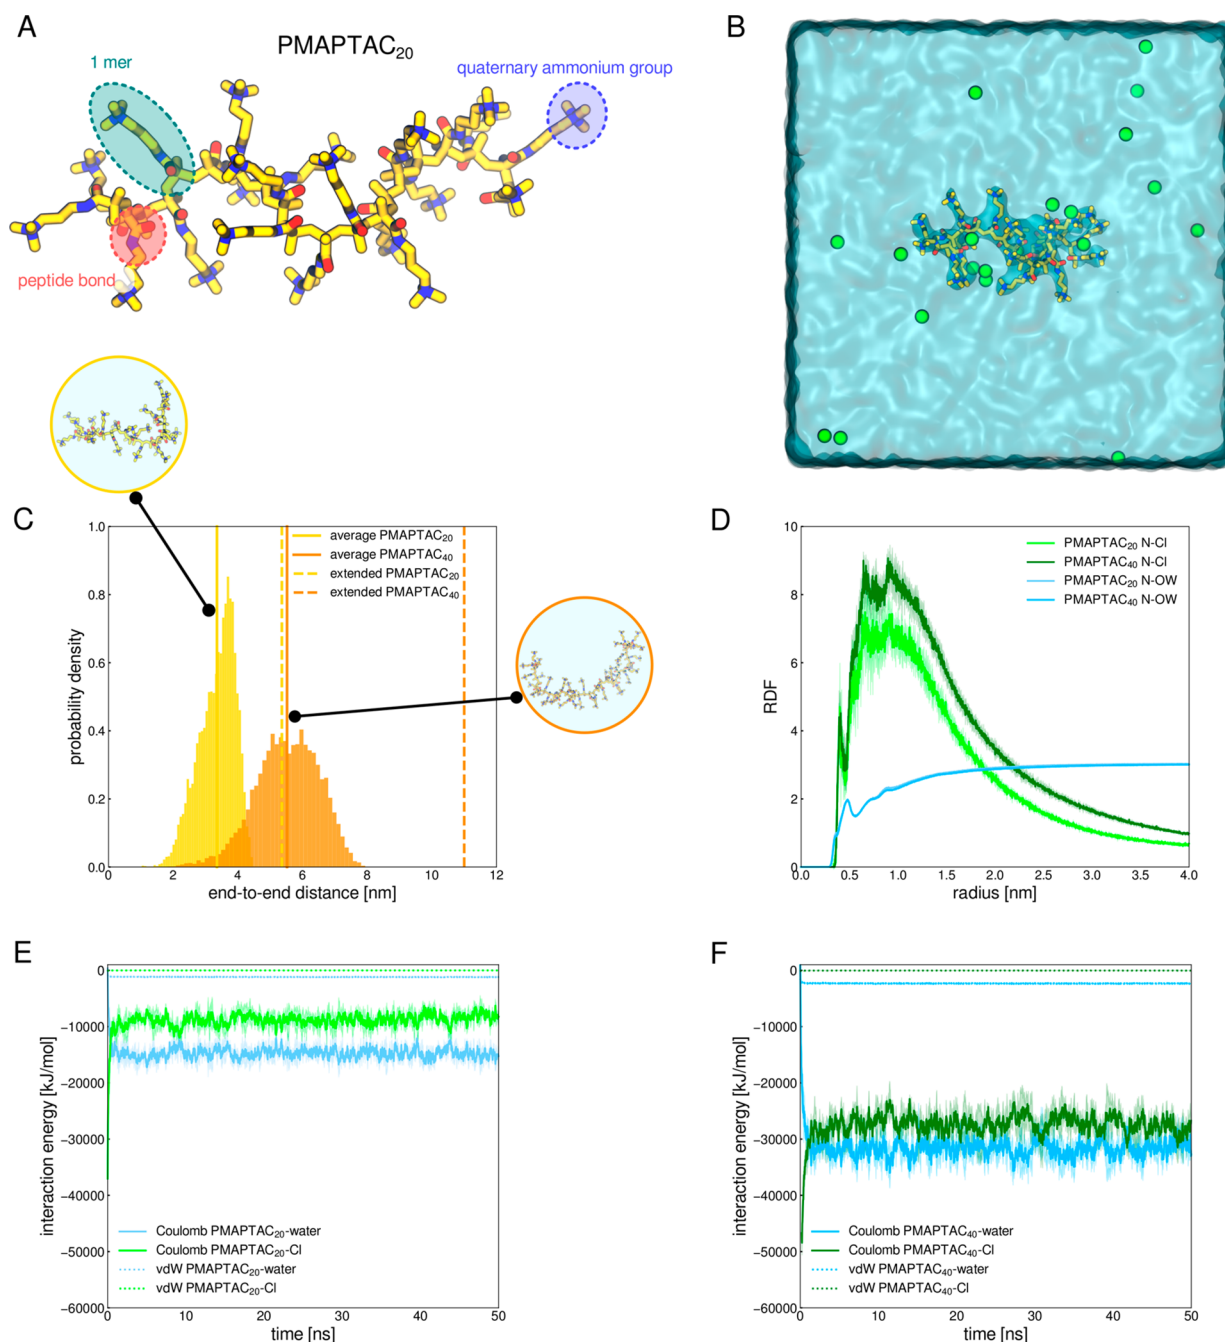 A
PMAPTAC20
1 mer
quaternary ammonium group
peptide bond
B
C
1.0
0.8
0.6
0.4
0.2
0.0
probability density
0
2
4
6
8
10
12
end-to-end distance [nm]
average PMAPTAC20
average PMAPTAC40
extended PMAPTAC20
extended PMAPTAC40
D
10
8
6
4
2
0
RDF
0.0
0.5
1.0
1.5
2.0
2.5
3.0
3.5
4.0
radius [nm]
PMAPTAC20 N-Cl
PMAPTAC40 N-Cl
PMAPTAC20 N-OW
PMAPTAC40 N-OW
E
0
−10000
−20000
−30000
−40000
−50000
−60000
interaction energy [kJ/mol]
Coulomb PMAPTAC20-water
Coulomb PMAPTAC20-Cl
vdW PMAPTAC20-water
vdW PMAPTAC20-Cl
0
10
20
30
40
50
time [ns]
F
0
−10000
−20000
−30000
−40000
−50000
−60000
interaction energy [kJ/mol]
Coulomb PMAPTAC40-water
Coulomb PMAPTAC40-Cl
vdW PMAPTAC40-water
vdW PMAPTAC40-Cl
0
10
20
30
40
50
time [ns]